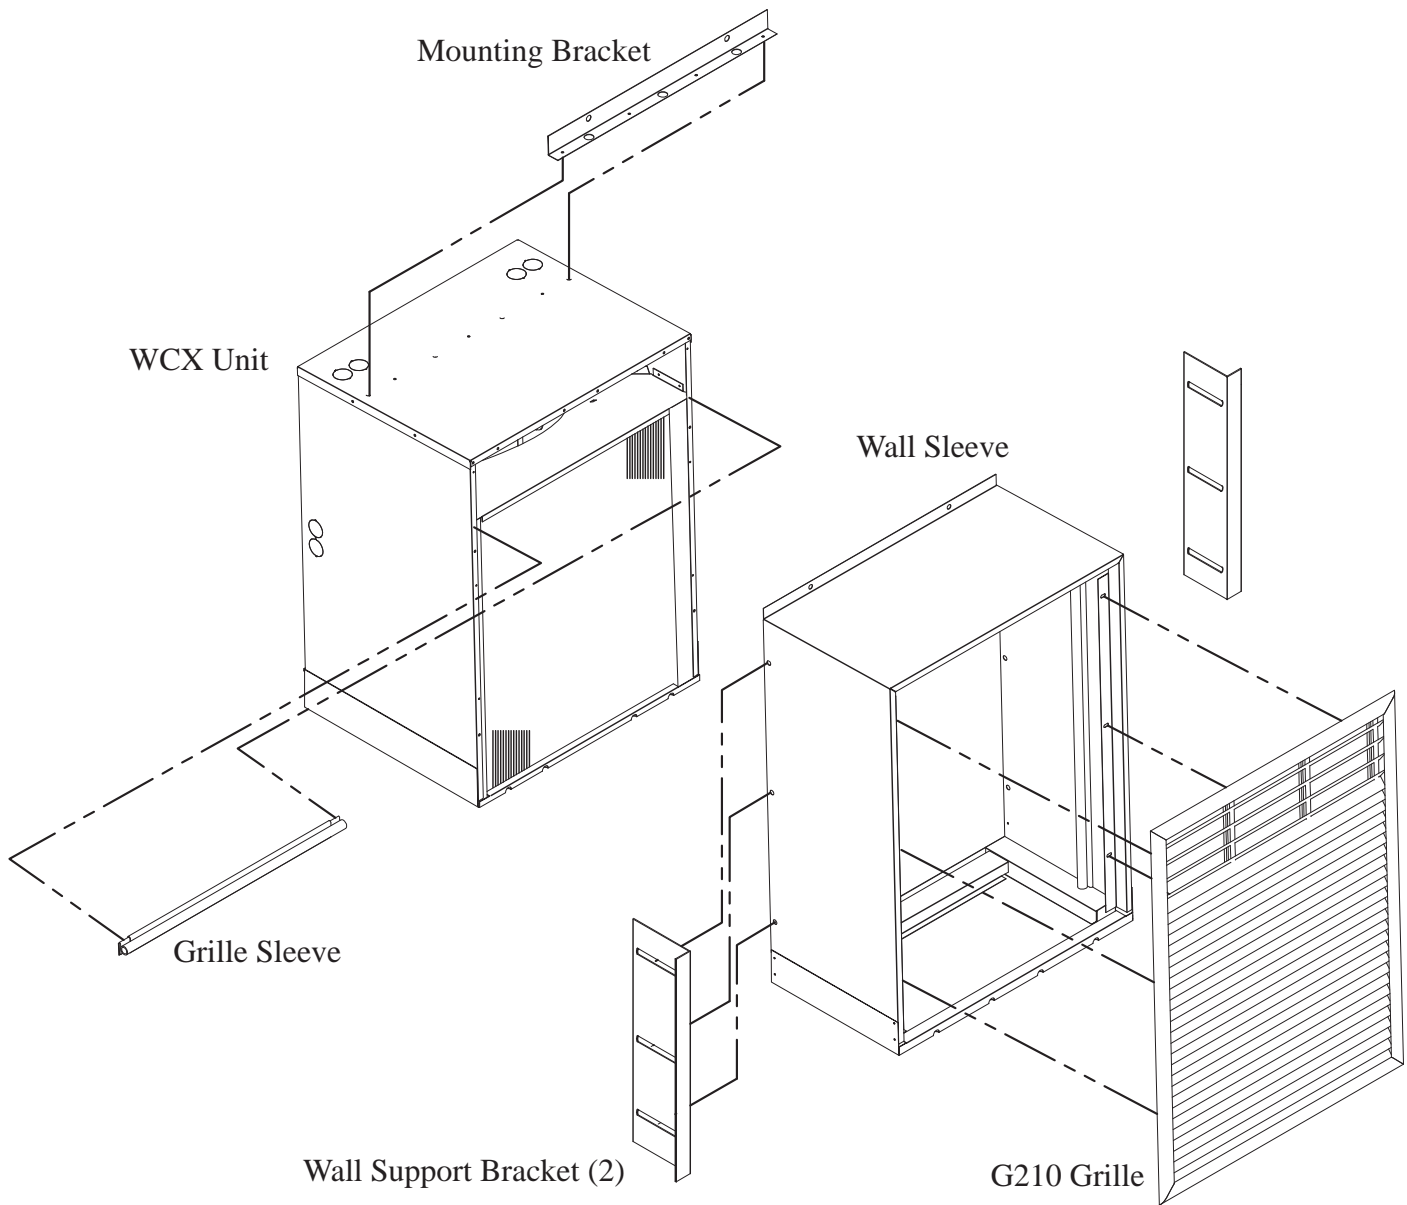 Mounting Bracket
WCX Unit
Wall Sleeve
Grille Sleeve
Wall Support Bracket (2)
G210 Grille